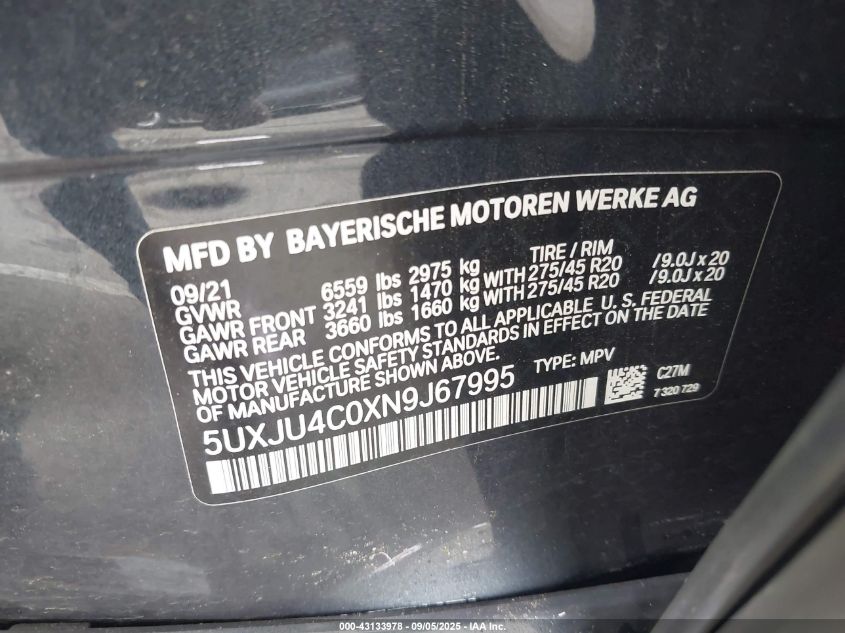 MFD BY BAYERISCHE MOTOREN WERKE AG
09/21 TIRE / RIM
GVWR 6559 lbs 2975 kg
GAWR FRONT 3241 lbs 1470 kg WITH 275/45 R20 /9.0J x 20
GAWR REAR 3660 lbs 1660 kg WITH 275/45 R20 /9.0J x 20
THIS VEHICLE CONFORMS TO ALL APPLICABLE U. S. FEDERAL
MOTOR VEHICLE SAFETY STANDARDS IN EFFECT ON THE DATE
OF MANUFACTURE SHOWN ABOVE.
5UXJU4C0XN9J67995 TYPE: MPV C27M
7 320 729
000-43133978 - 09/05/2025 - WWW.IAAI.COM